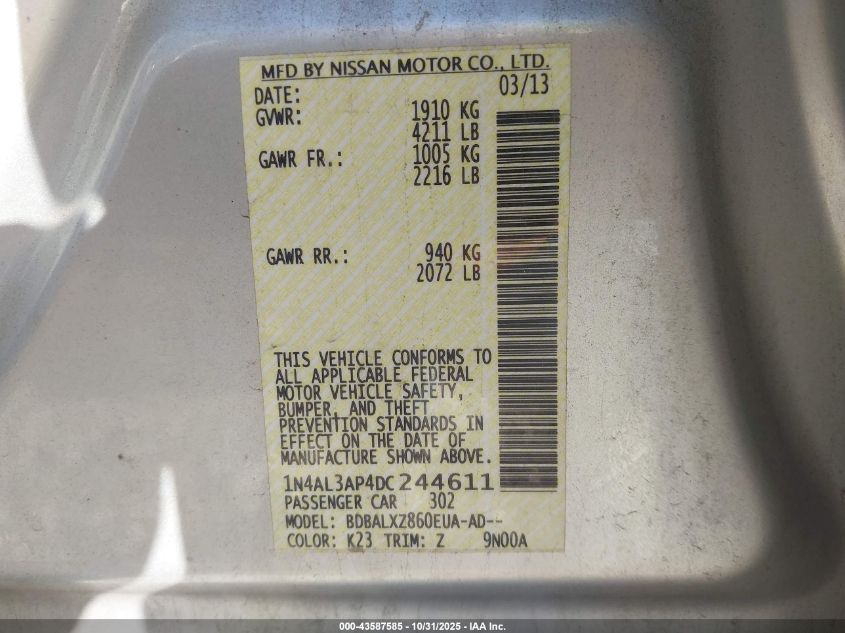 MFD BY NISSAN MOTOR CO., LTD.
DATE: 03/13
GVWR: 1910 KG
4211 LB
GAWR FR.: 1005 KG
2216 LB
GAWR RR.: 940 KG
2072 LB
THIS VEHICLE CONFORMS TO
ALL APPLICABLE FEDERAL
MOTOR VEHICLE SAFETY,
BUMPER, AND THEFT
PREVENTION STANDARDS IN
EFFECT ON THE DATE OF
MANUFACTURE SHOWN ABOVE.
1N4AL3AP4DC244611
PASSENGER CAR 302
MODEL: BDBALXZ860EUA-AD--
COLOR: K23 TRIM: Z 9N00A
000-43587585 - 10/31/2025 - IAA Inc.